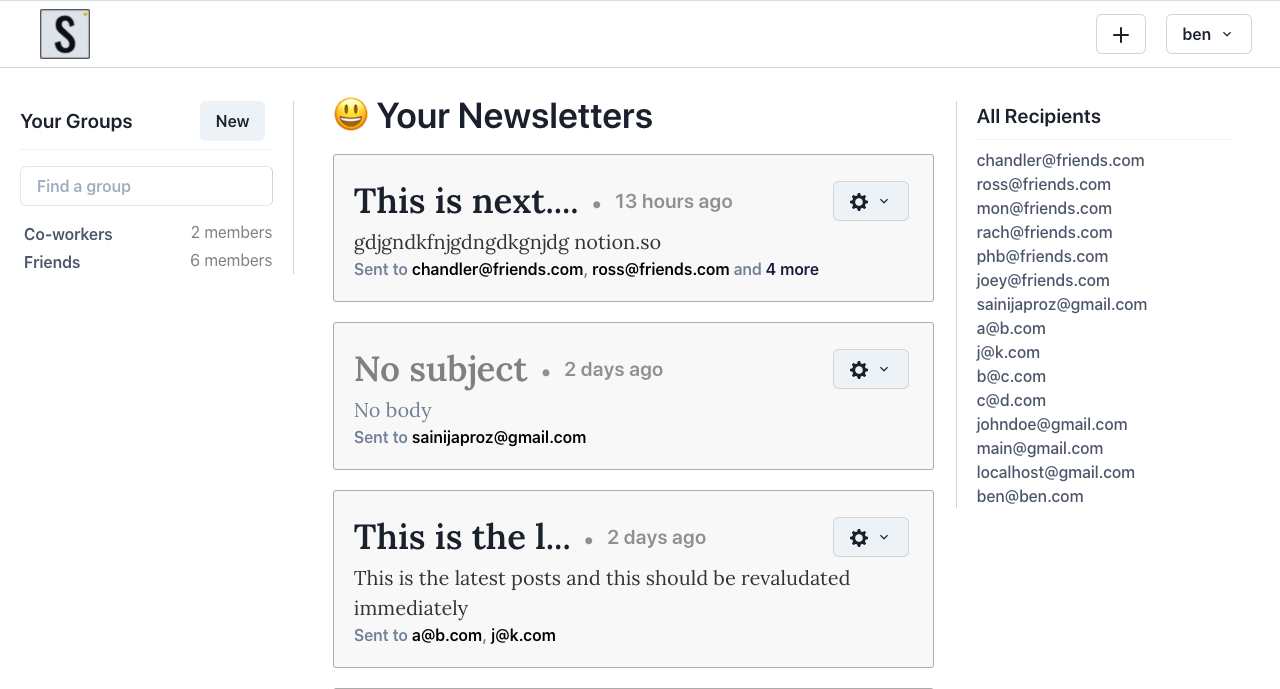 S
ben
Your Groups
New
Find a group
Co-workers 2 members
Friends 6 members
😃 Your Newsletters
This is next.... • 13 hours ago
gdjgndkfnjgdngdkgnjdg notion.so
Sent to chandler@friends.com, ross@friends.com and 4 more
No subject • 2 days ago
No body
Sent to sainijaproz@gmail.com
This is the l... • 2 days ago
This is the latest posts and this should be revaludated
immediately
Sent to a@b.com, j@k.com
All Recipients
chandler@friends.com
ross@friends.com
mon@friends.com
rach@friends.com
phb@friends.com
joey@friends.com
sainijaproz@gmail.com
a@b.com
j@k.com
b@c.com
c@d.com
johndoe@gmail.com
main@gmail.com
localhost@gmail.com
ben@ben.com